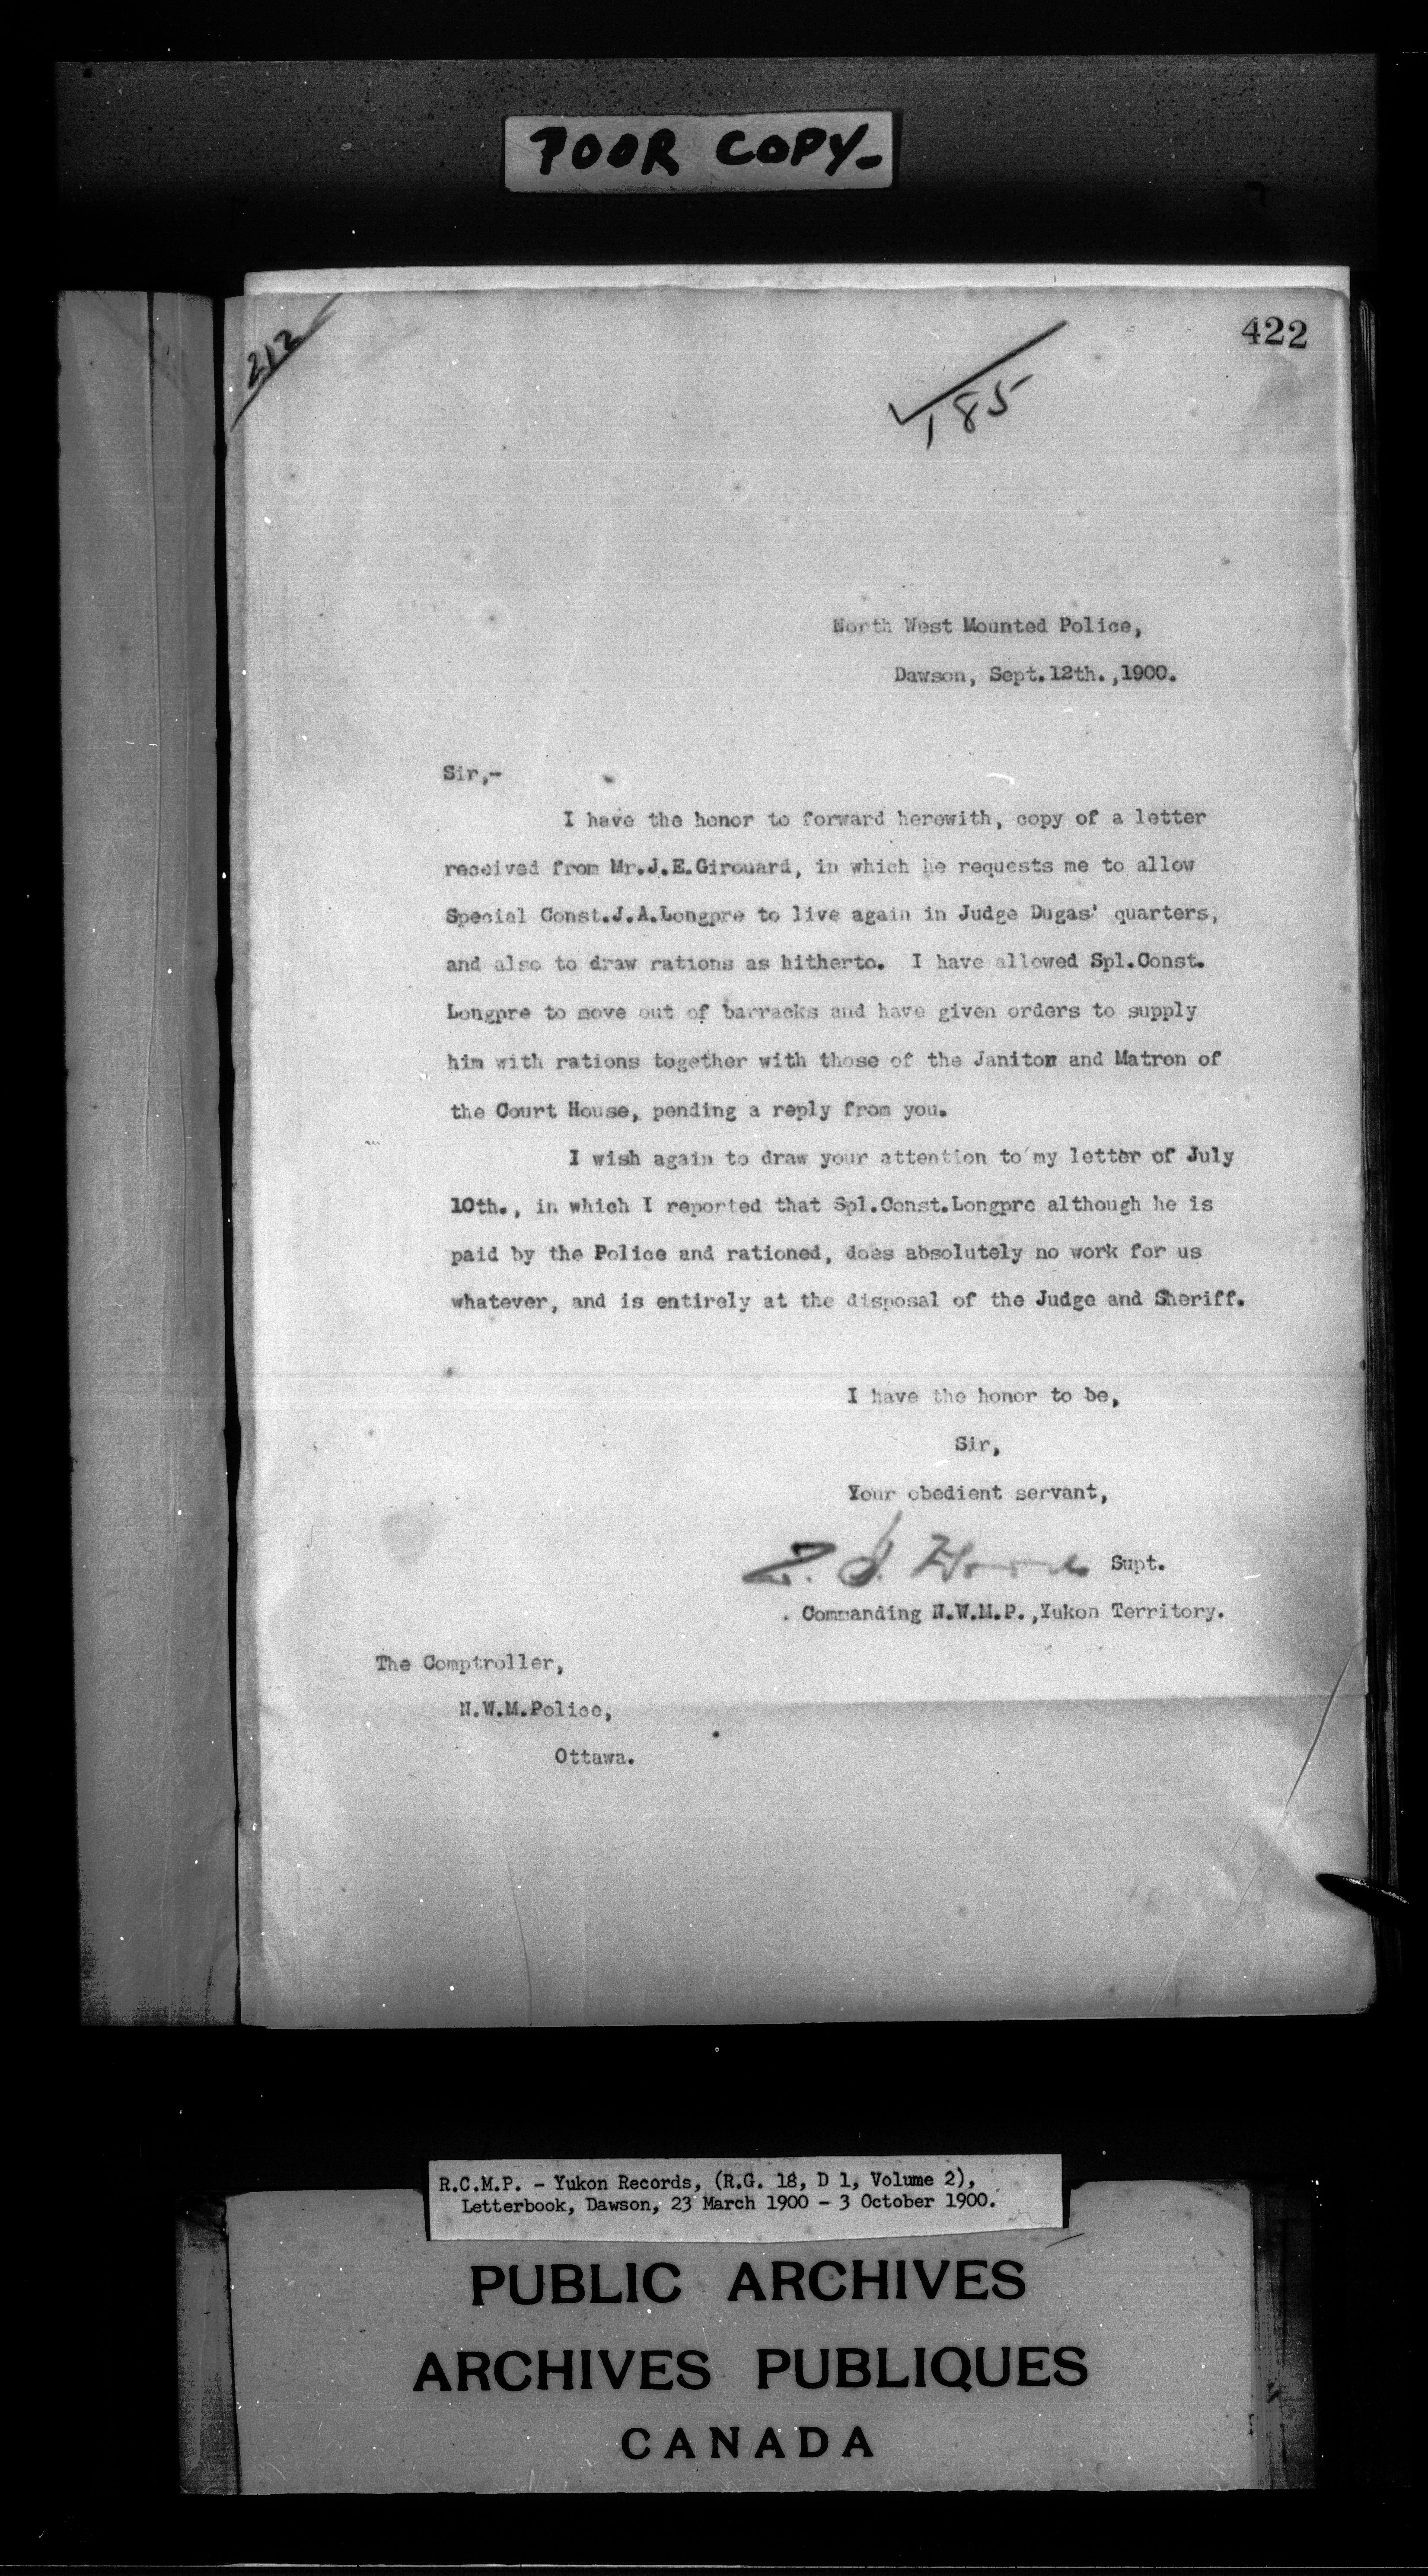 POOR COPY-
422
212
185
North West Mounted Police,
Dawson, Sept.12th.,1900.
Sir,-
I have the honor to forward herewith, copy of a letter
received from Mr.J.E.Girouard, in which he requests me to allow
Special Const.J.A.Longpre to live again in Judge Dugas' quarters,
and also to draw rations as hitherto. I have allowed Spl.Const.
Longpre to move out of barracks and have given orders to supply
him with rations together with those of the Janitor and Matron of
the Court House, pending a reply from you.
I wish again to draw your attention to my letter of July
10th., in which I reported that Spl.Const.Longpre although he is
paid by the Police and rationed, does absolutely no work for us
whatever, and is entirely at the disposal of the Judge and Sheriff.
I have the honor to be,
Sir,
Your obedient servant,
Supt.
Commanding N.W.M.P.,Yukon Territory.
The Comptroller,
N.W.M.Police,
Ottawa.
R.C.M.P. - Yukon Records, (R.G. 18, D 1, Volume 2),
Letterbook, Dawson, 23 March 1900 - 3 October 1900.
PUBLIC ARCHIVES
ARCHIVES PUBLIQUES
CANADA